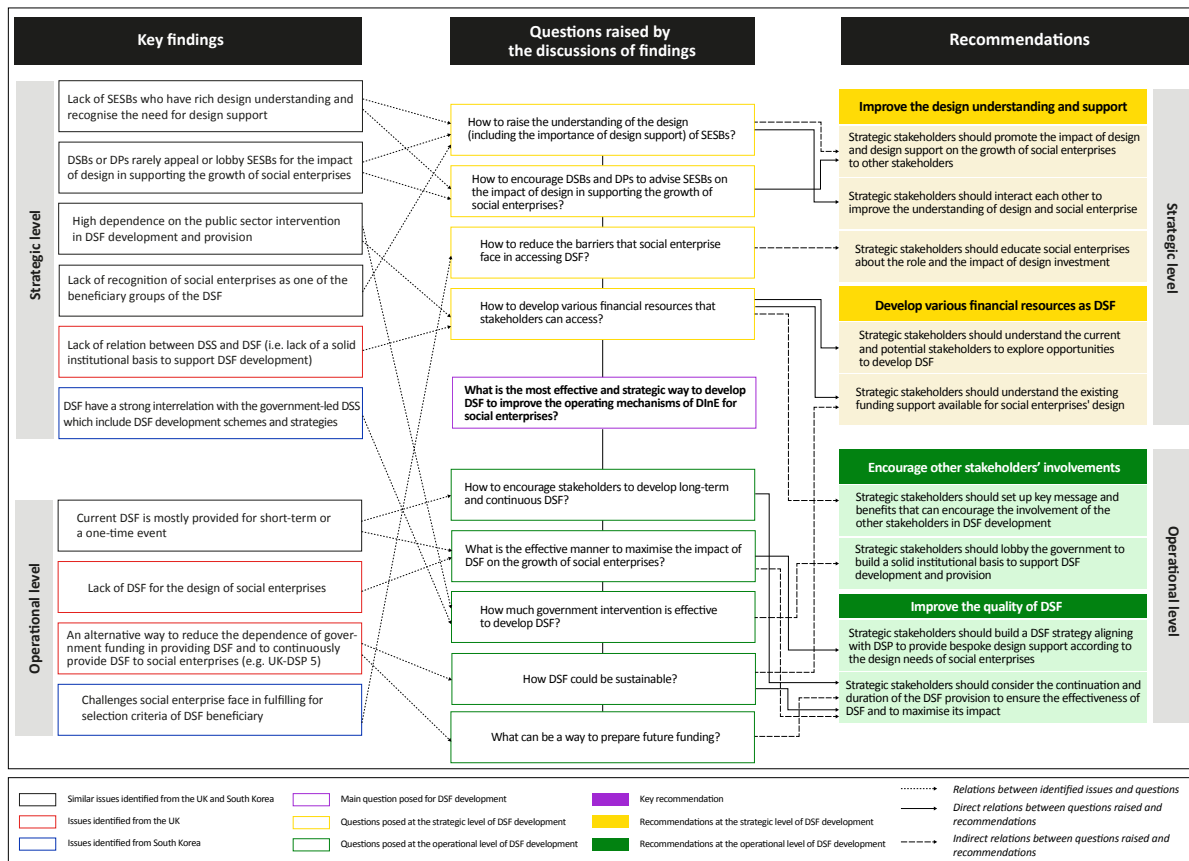 Key findings
Questions raised by
the discussions of findings
Recommendations
Strategic level
Lack of SESBs who have rich design understanding and
recognise the need for design support
DSBs or DPs rarely appeal or lobby SESBs for the impact
of design in supporting the growth of social enterprises
High dependence on the public sector intervention
in DSF development and provision
Lack of recognition of social enterprises as one of the
beneficiary groups of the DSF
Lack of relation between DSS and DSF (i.e. lack of a solid
institutional basis to support DSF development)
DSF have a strong interrelation with the government-led DSS
which include DSF development schemes and strategies
Operational level
Current DSF is mostly provided for short-term or
a one-time event
Lack of DSF for the design of social enterprises
An alternative way to reduce the dependence of gover-
nment funding in providing DSF and to continuously
provide DSF to social enterprises (e.g. UK-DSP 5)
Challenges social enterprise face in fulfilling for
selection criteria of DSF beneficiary
How to raise the understanding of the design
(including the importance of design support) of SESBs?
How to encourage DSBs and DPs to advise SESBs on
the impact of design in supporting the growth of
social enterprises?
How to reduce the barriers that social enterprise
face in accessing DSF?
How to develop various financial resources that
stakeholders can access?
What is the most effective and strategic way to develop
DSF to improve the operating mechanisms of DInE for
social enterprises?
How to encourage stakeholders to develop long-term
and continuous DSF?
What is the effective manner to maximise the impact of
DSF on the growth of social enterprises?
How much government intervention is effective
to develop DSF?
How DSF could be sustainable?
What can be a way to prepare future funding?
Improve the design understanding and support
Strategic stakeholders should promote the impact of design
and design support on the growth of social enterprises
to other stakeholders
Strategic stakeholders should interact each other to
improve the understanding of design and social enterprise
Strategic stakeholders should educate social enterprises
about the role and the impact of design investment
Develop various financial resources as DSF
Strategic stakeholders should understand the current
and potential stakeholders to explore opportunities
to develop DSF
Strategic stakeholders should understand the existing
funding support available for social enterprises' design
Strategic level
Encourage other stakeholders' involvements
Strategic stakeholders should set up key message and
benefits that can encourage the involvement of the
other stakeholders in DSF development
Strategic stakeholders should lobby the government to
build a solid institutional basis to support DSF
development and provision
Improve the quality of DSF
Strategic stakeholders should build a DSF strategy aligning
with DSP to provide bespoke design support according to
the design needs of social enterprises
Strategic stakeholders should consider the continuation and
duration of the DSF provision to ensure the effectiveness of
DSF and to maximise its impact
Operational level
Similar issues identified from the UK and South Korea
Issues identified from the UK
Issues identified from South Korea
Main question posed for DSF development
Questions posed at the strategic level of DSF development
Questions posed at the operational level of DSF development
Key recommendation
Recommendations at the strategic level of DSF development
Recommendations at the operational level of DSF development
Relations between identified issues and questions
Direct relations between questions raised and
recommendations
Indirect relations between questions raised and
recommendations